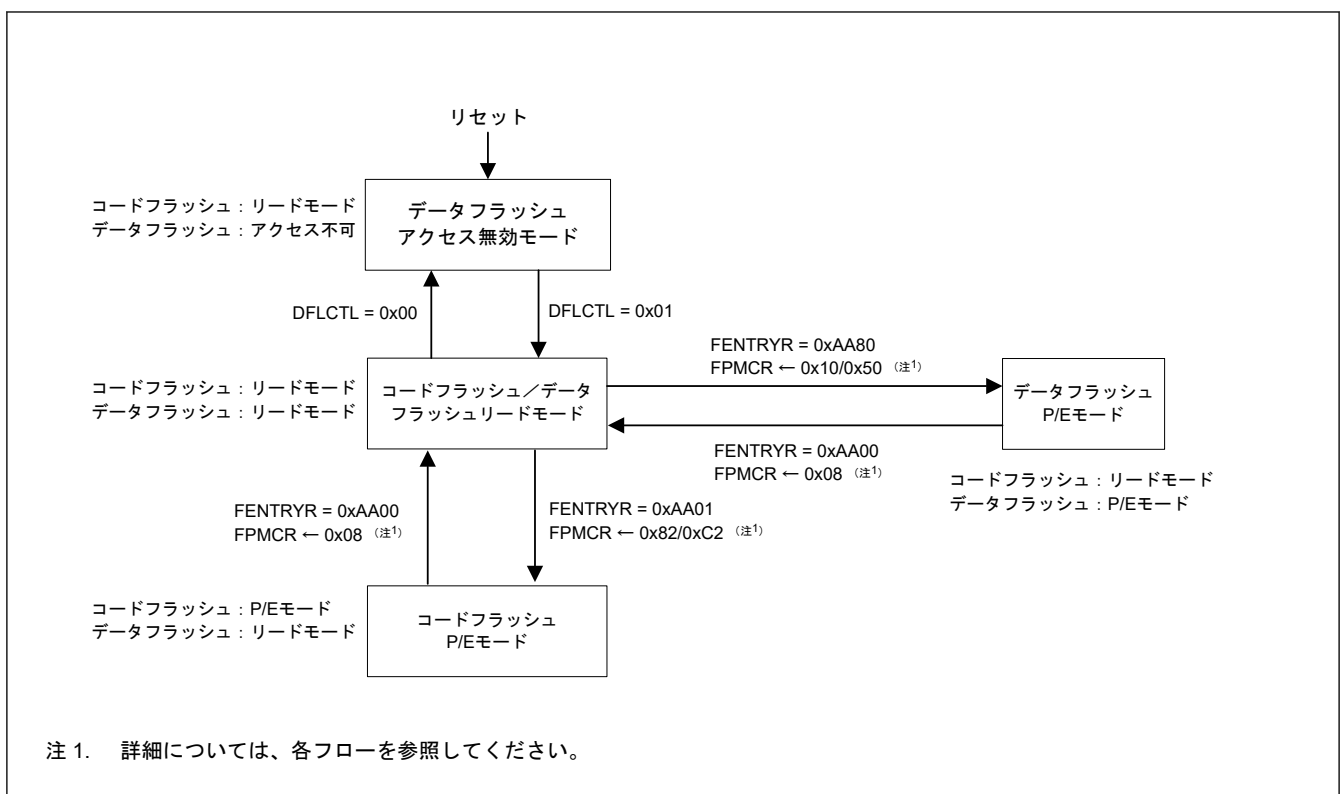 リセット
コードフラッシュ：リードモード
データフラッシュ：アクセス不可
データフラッシュ
アクセス無効モード
DFLCTL = 0x00
DFLCTL = 0x01
FENTRYR = 0xAA80
FPMCR ← 0x10/0x50 （注1）
コードフラッシュ：リードモード
データフラッシュ：リードモード
コードフラッシュ／データ
フラッシュリードモード
データフラッシュ
P/Eモード
FENTRYR = 0xAA00
FPMCR ← 0x08 （注1）
コードフラッシュ：リードモード
データフラッシュ：P/Eモード
FENTRYR = 0xAA00
FPMCR ← 0x08 （注1）
FENTRYR = 0xAA01
FPMCR ← 0x82/0xC2 （注1）
コードフラッシュ：P/Eモード
データフラッシュ：リードモード
コードフラッシュ
P/Eモード
注 1. 詳細については、各フローを参照してください。